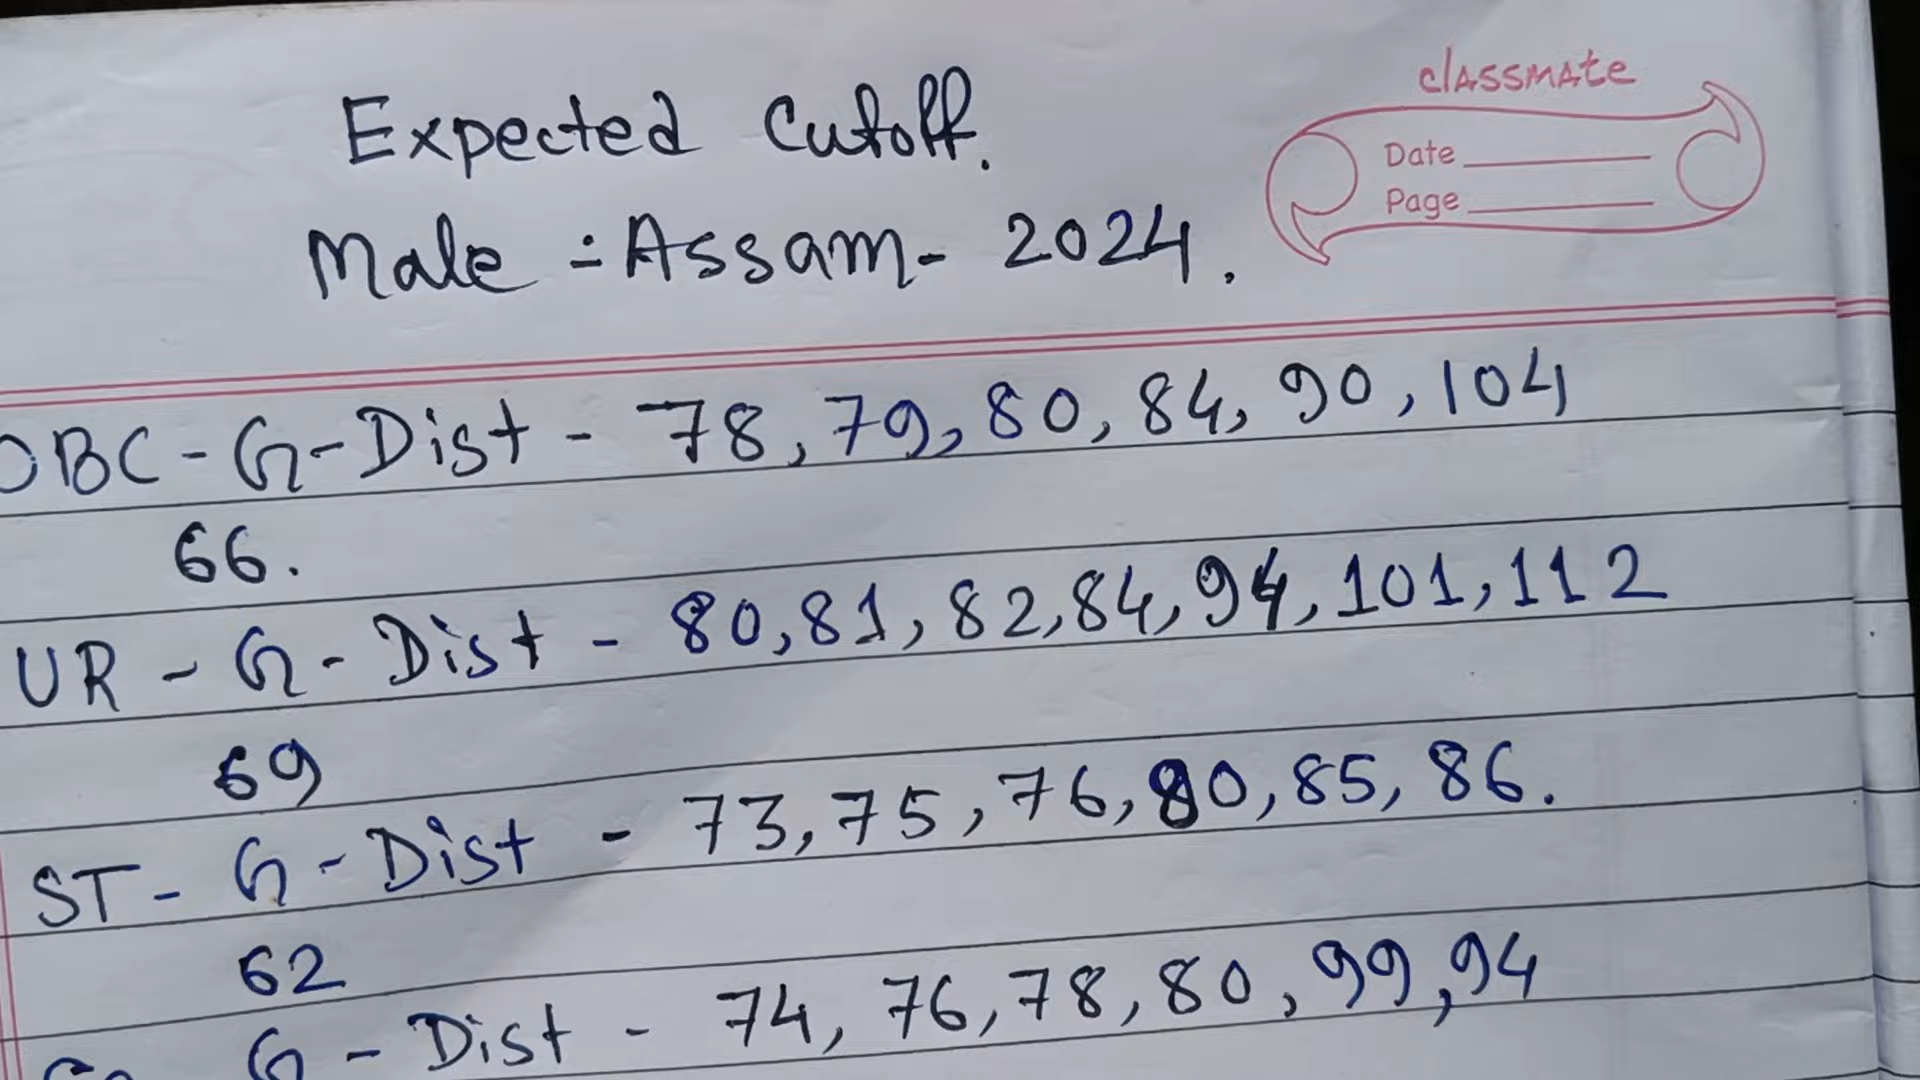 classmate
Date
Page
Expected Cutoff.
Male :- Assam - 2024.
OBC - G - Dist - 78, 79, 80, 84, 90, 104
66.
UR - G - Dist - 80, 81, 82, 84, 94, 101, 112
69
ST - G - Dist - 73, 75, 76, 80, 85, 86.
62
G - Dist - 74, 76, 78, 80, 99, 94